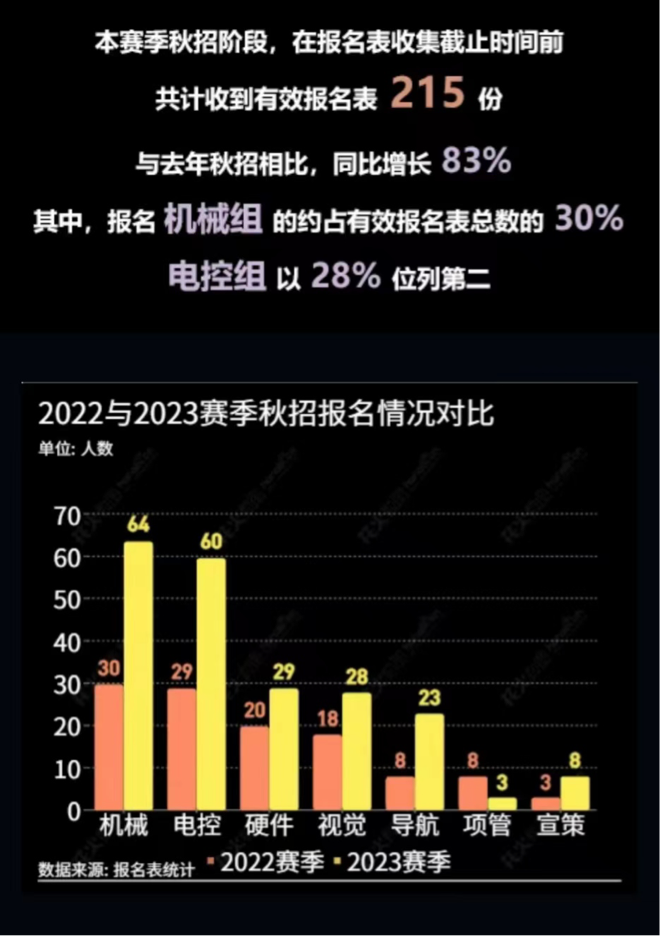 本赛季秋招阶段，在报名表收集截止时间前
共计收到有效报名表 215 份
与去年秋招相比，同比增长 83%
其中，报名 机械组 的约占有效报名表总数的 30%
电控组 以 28% 位列第二
2022与2023赛季秋招报名情况对比
单位: 人数
70
60
50
40
30
20
10
0
64
60
30
29
29
28
20
18
23
8
8
3
3
8
机械 电控 硬件 视觉 导航 项管 宣策
数据来源: 报名表统计 2022赛季 2023赛季